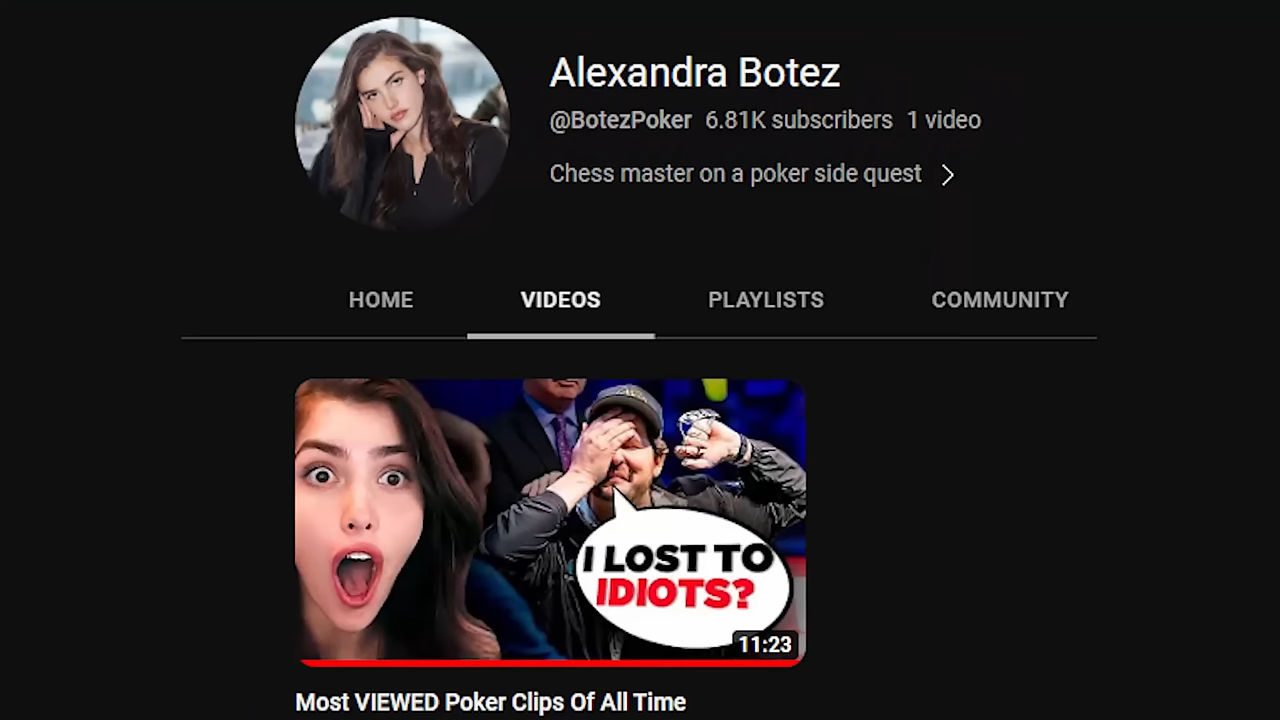 Alexandra Botez
@BotezPoker 6.81K subscribers 1 video
Chess master on a poker side quest
HOME VIDEOS PLAYLISTS COMMUNITY
I LOST TO
IDIOTS?
11:23
Most VIEWED Poker Clips Of All Time